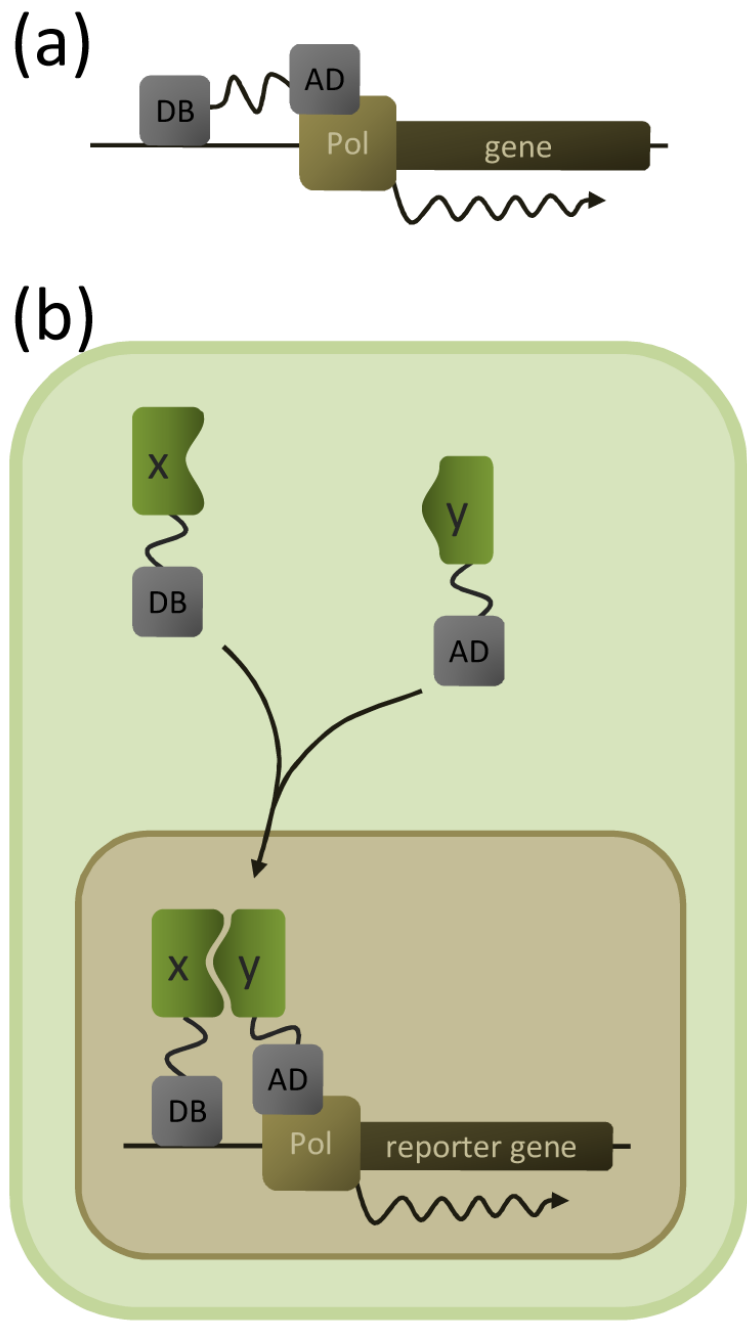 (a)
DB AD
Pol gene
(b)
x
y
DB
AD
x y
DB AD
Pol reporter gene